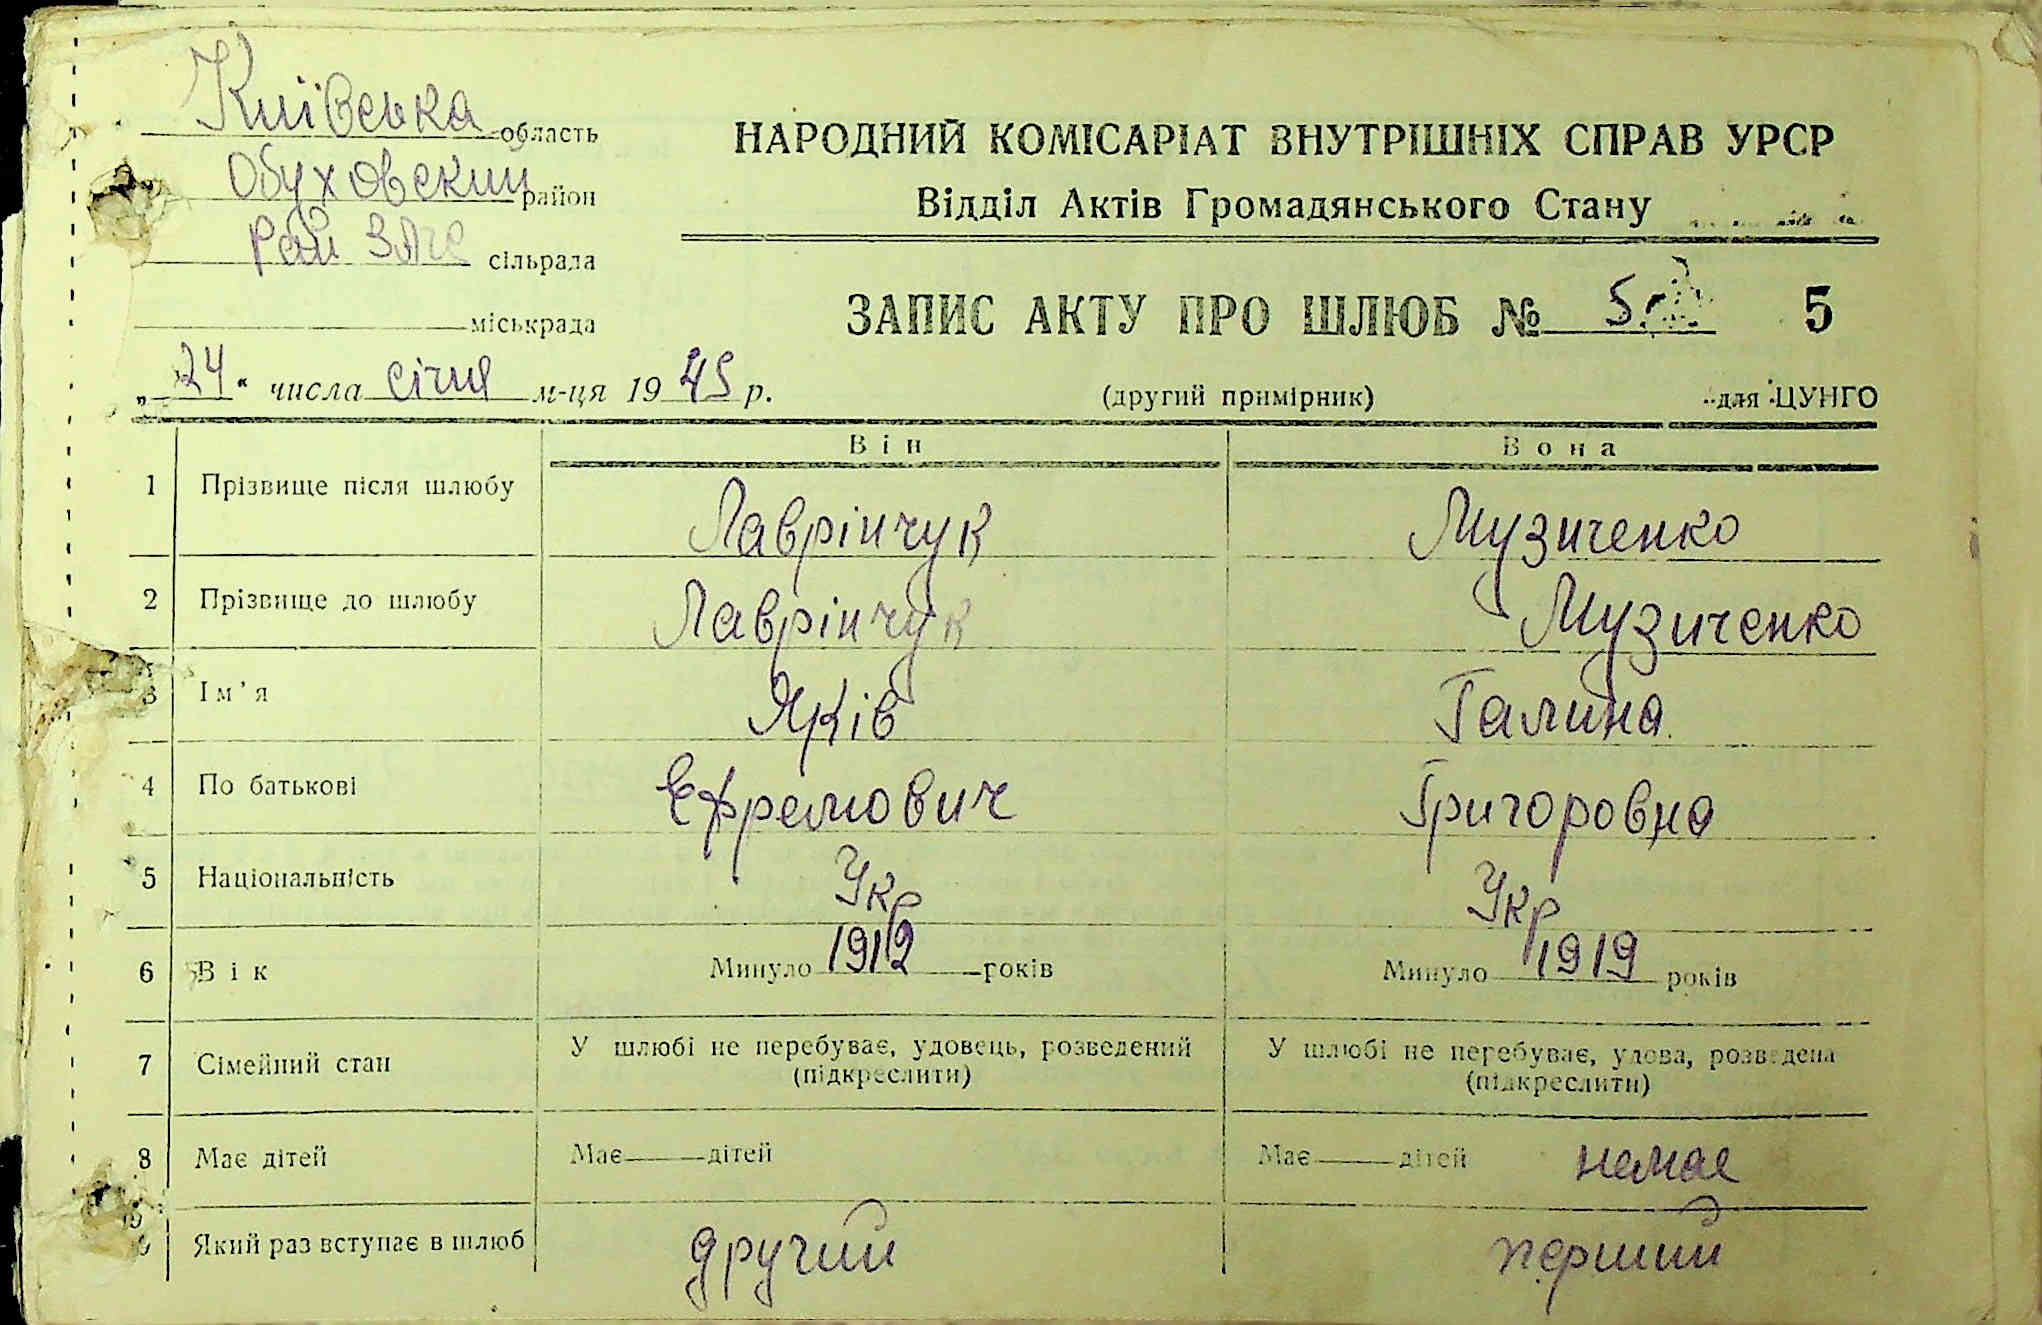 Київська область
Обуховский район
Рай ЗАГС сільрада
міськрада
НАРОДНИЙ КОМІСАРІАТ ВНУТРІШНІХ СПРАВ УРСР
Відділ Актів Громадянського Стану
ЗАПИС АКТУ ПРО ШЛЮБ № 5 5
„24“ числа січня м-ця 1945 р. (другий примірник) для ЦУНГО
Він Вона
1 Прізвище після шлюбу Лаврінчук Музиченко
2 Прізвище до шлюбу Лаврінчук Музиченко
3 Ім'я Яків Галина
4 По батькові Ефремович Григоровна
5 Національність Укр Укр
6 Вік Минуло 1912 років Минуло 1919 років
7 Сімейний стан У шлюбі не перебуває, удовець, розведений У шлюбі не перебуває, удова, розведена
(підкреслити) (підкреслити)
8 Має дітей Має дітей Має дітей немає
9 Який раз вступає в шлюб другий перший